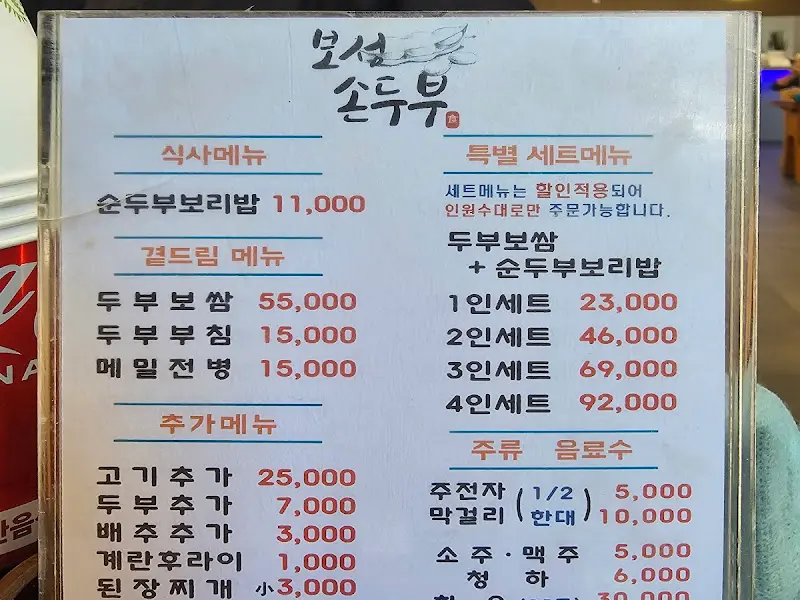 보성
손두부
식사메뉴
순두부보리밥 11,000
곁드림 메뉴
두부보쌈 55,000
두부부침 15,000
메밀전병 15,000
추가메뉴
고기추가 25,000
두부추가 7,000
배추추가 3,000
계란후라이 1,000
된장찌개 小3,000
특별 세트메뉴
세트메뉴는 할인적용되어
인원수대로만 주문가능합니다.
두부보쌈
+ 순두부보리밥
1인세트 23,000
2인세트 46,000
3인세트 69,000
4인세트 92,000
주류 음료수
주전자 (1/2) 5,000
막걸리 (한대) 10,000
소주·맥주 5,000
청하 6,000
30,000
NA